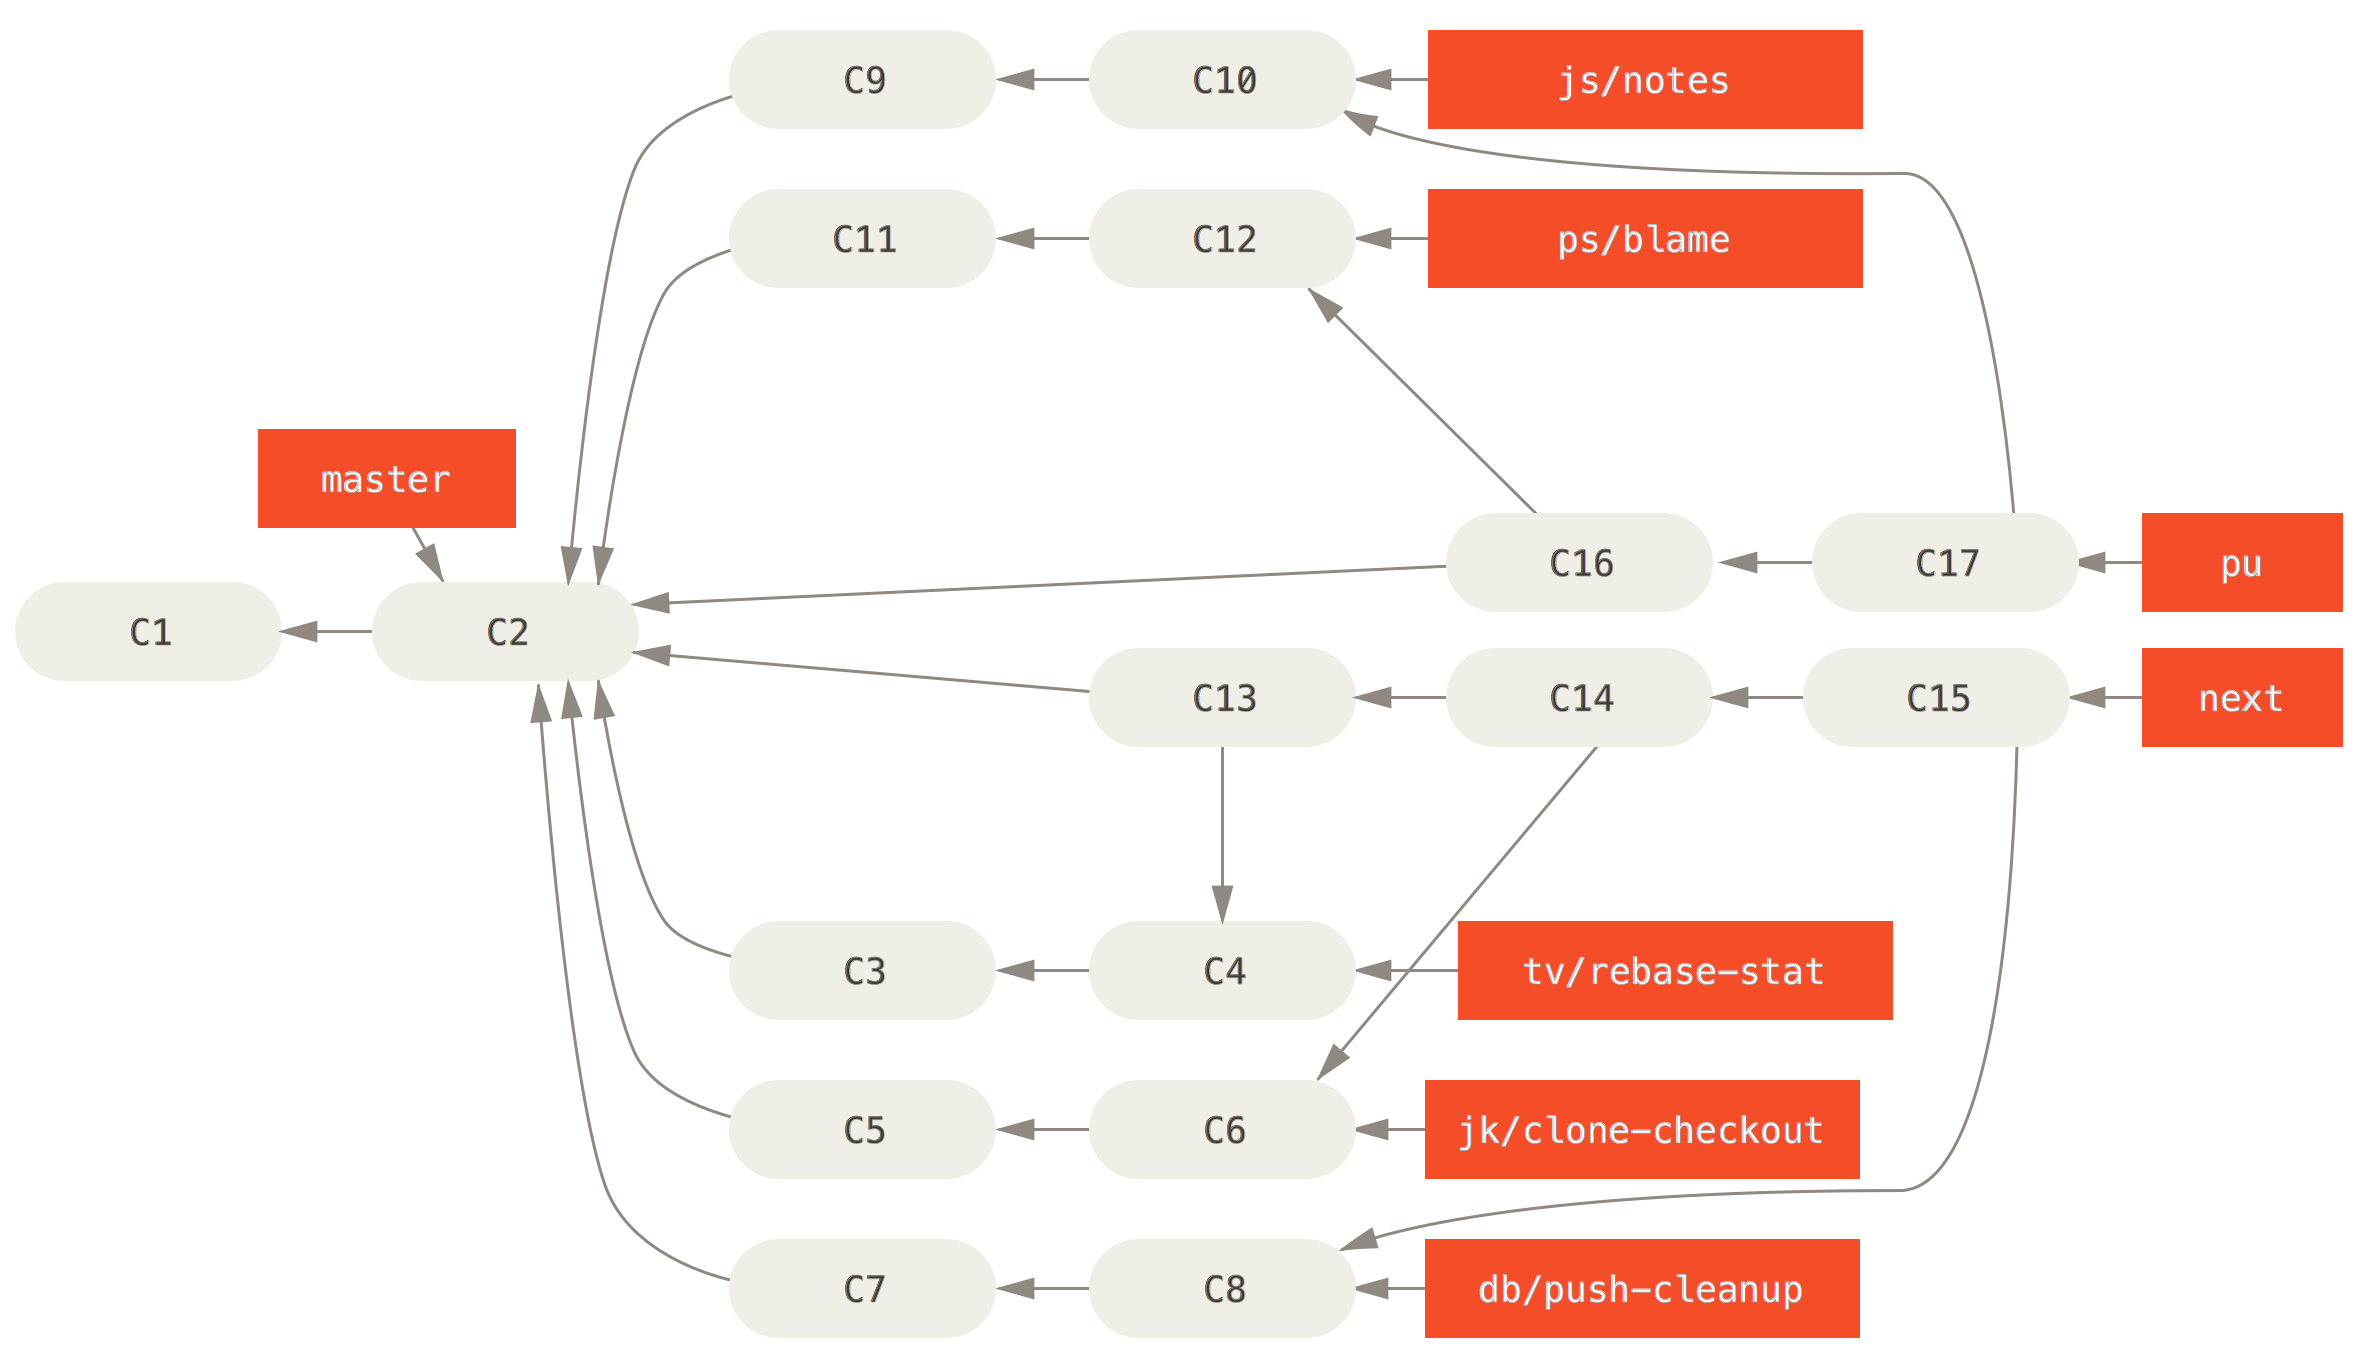 C9
C10
js/notes
C11
C12
ps/blame
master
C16
C17
pu
C1
C2
C13
C14
C15
next
C3
C4
tv/rebase-stat
C5
C6
jk/clone-checkout
C7
C8
db/push-cleanup